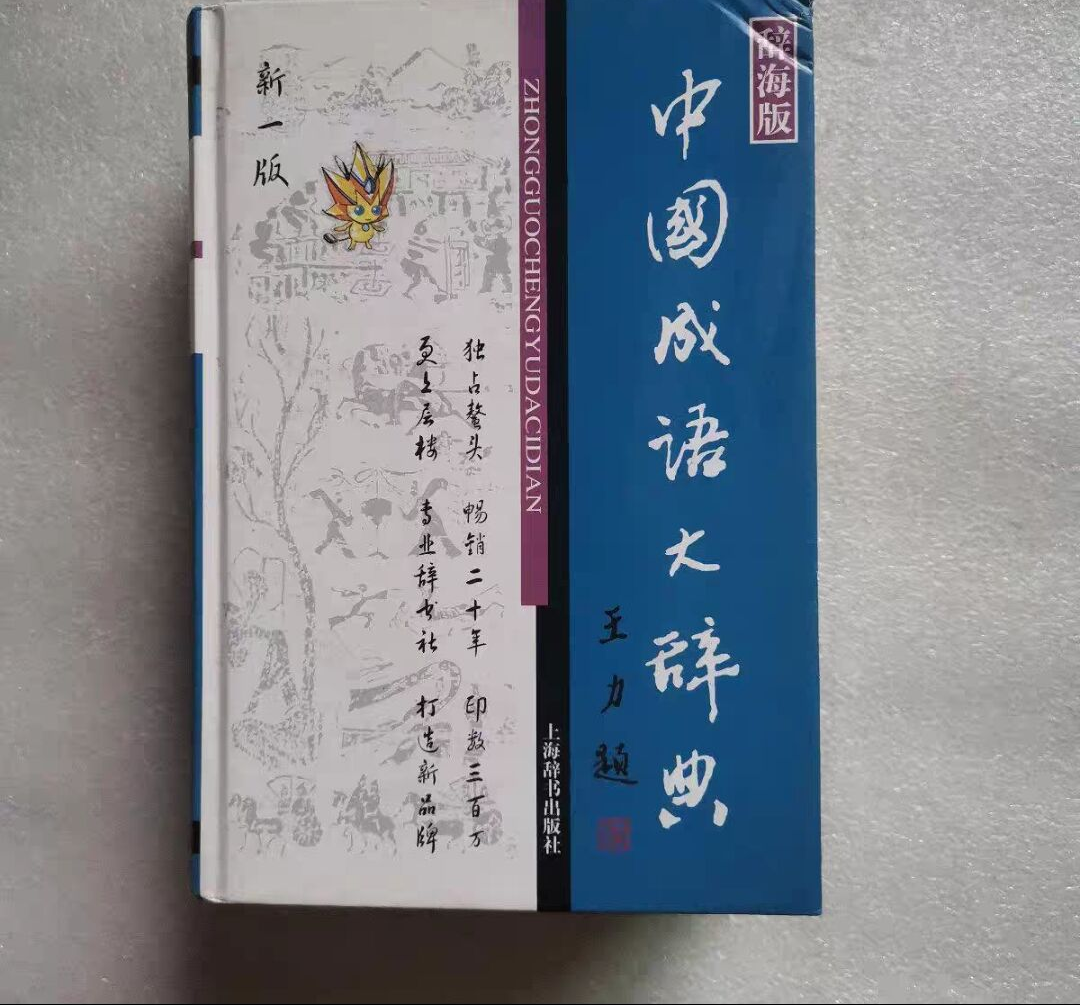 辞海版
中國成语大辞典
王力题
ZHONGGUOCHENGYUDACIDIAN
上海辞书出版社
独占鳌头 畅销二十年 印数三百万
更上层楼 专业辞书社 打造新品牌
新一版